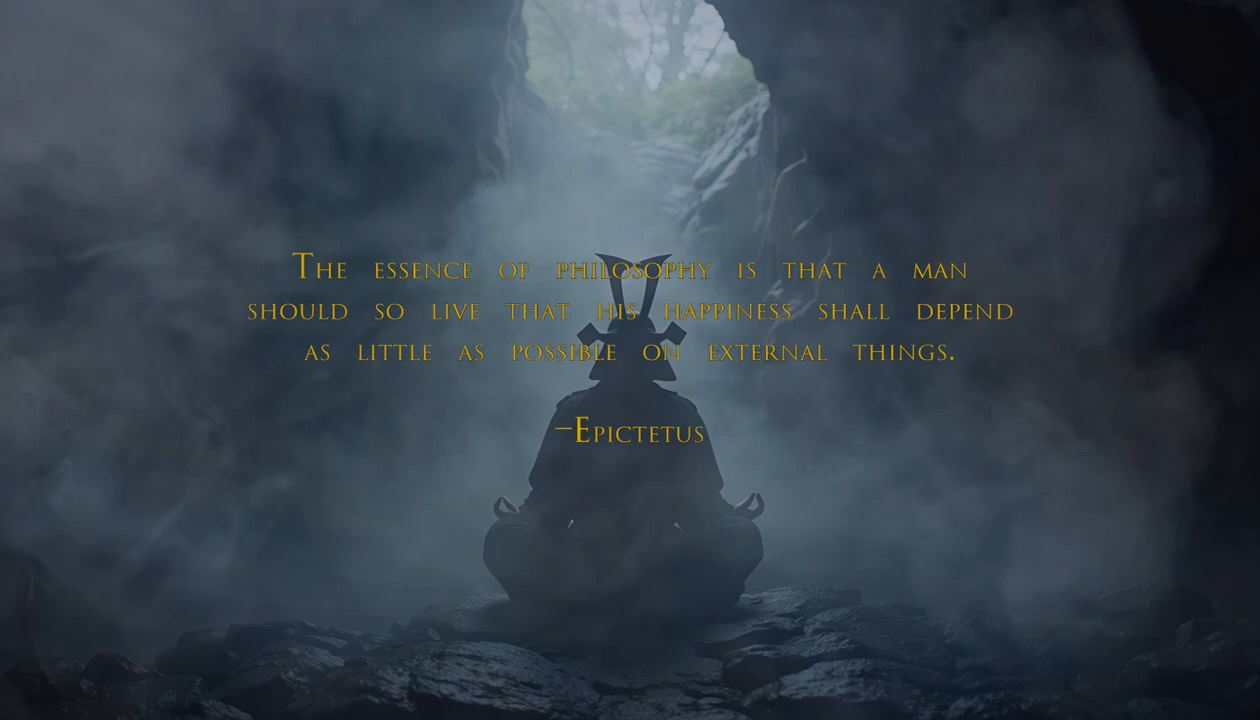 The essence of philosophy is that a man
should so live that his happiness shall depend
as little as possible on external things.
–Epictetus